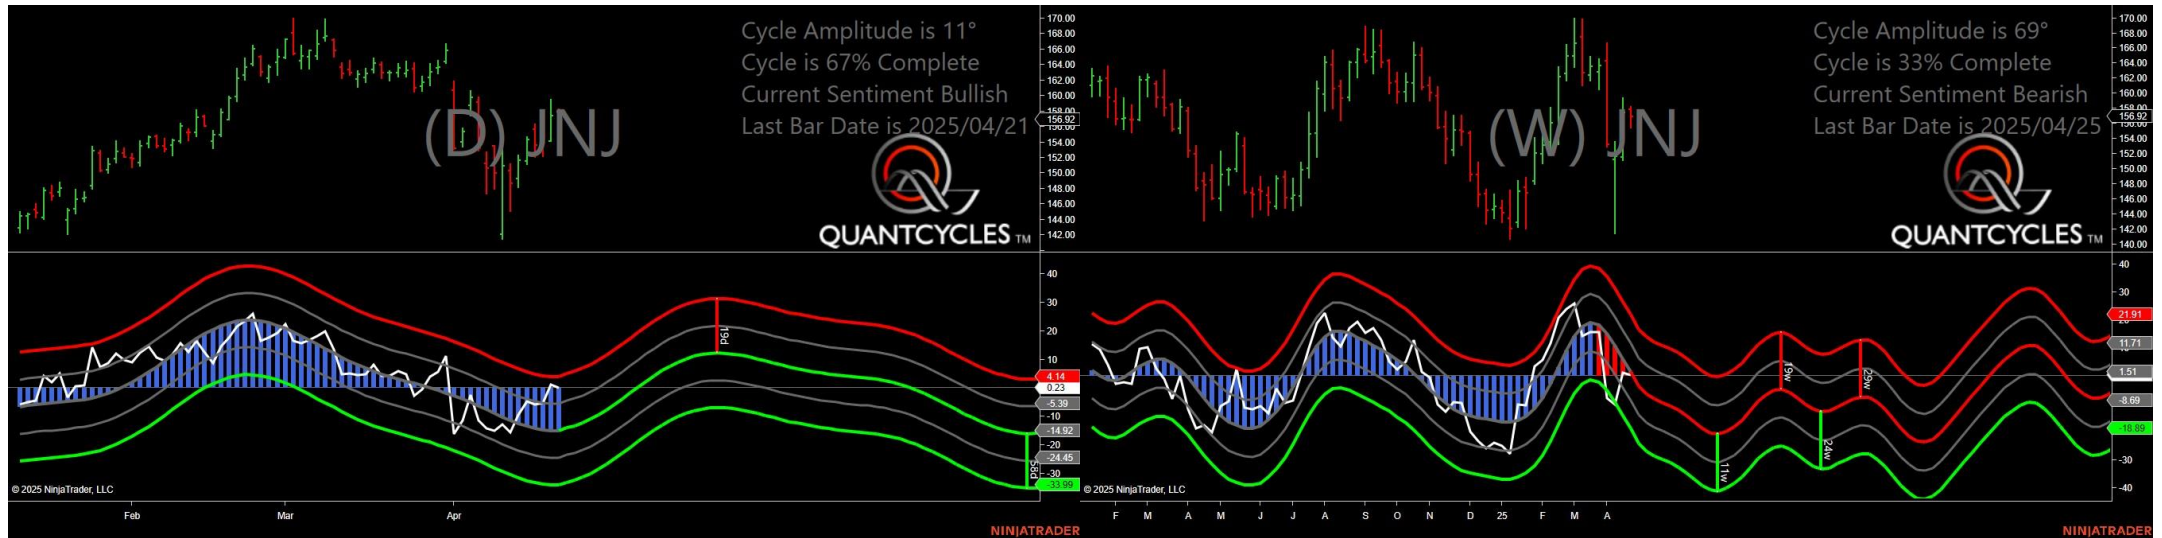 Cycle Amplitude is 11°
Cycle is 67% Complete
Current Sentiment Bullish
Last Bar Date is 2025/04/21
(D) JNJ
QUANTCYCLES TM
170.00
168.00
166.00
164.00
162.00
160.00
156.92
156.00
154.00
152.00
150.00
148.00
146.00
144.00
142.00
40
30
20
10
4.14
0.23
-5.39
-10
-14.92
-20
-24.45
-30
-33.99
19d
58d
© 2025 NinjaTrader, LLC
Feb
Mar
Apr
NINJATRADER
Cycle Amplitude is 69°
Cycle is 33% Complete
Current Sentiment Bearish
Last Bar Date is 2025/04/25
(W) JNJ
QUANTCYCLES TM
170.00
168.00
166.00
164.00
162.00
160.00
158.00
156.92
154.00
152.00
150.00
148.00
146.00
144.00
142.00
140.00
40
30
21.91
11.71
1.51
-8.69
-18.89
-30
-40
19w
29w
11w
24w
© 2025 NinjaTrader, LLC
F
M
A
M
J
J
A
S
O
N
D
25
F
M
A
NINJATRADER